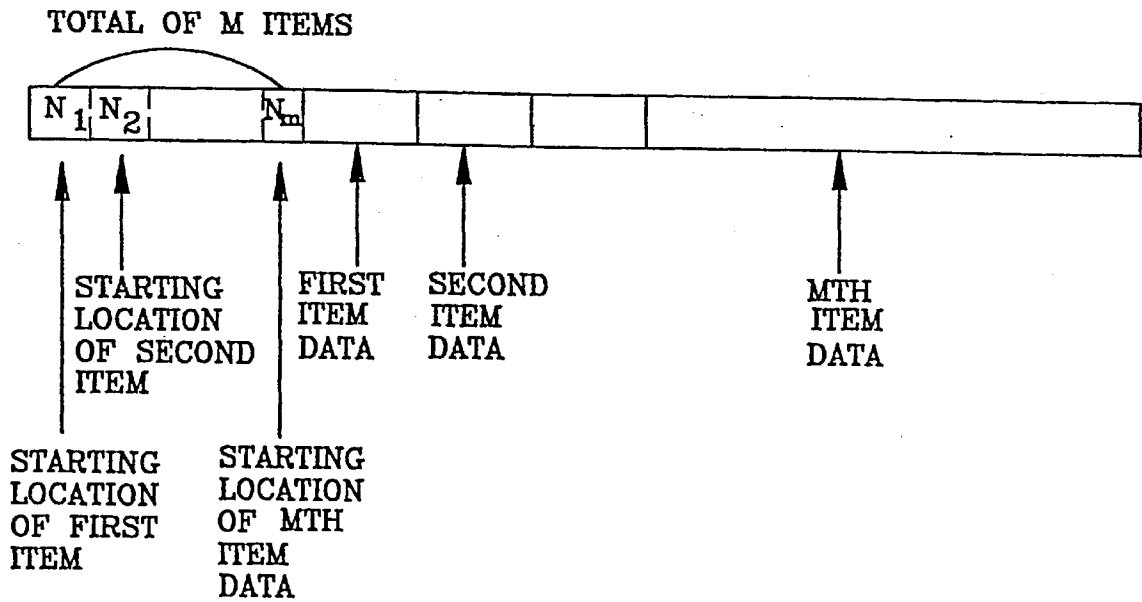 TOTAL OF M ITEMS
N1 N2 Nm
STARTING
LOCATION
OF SECOND
ITEM
FIRST
ITEM
DATA
SECOND
ITEM
DATA
MTH
ITEM
DATA
STARTING
LOCATION
OF FIRST
ITEM
STARTING
LOCATION
OF MTH
ITEM
DATA